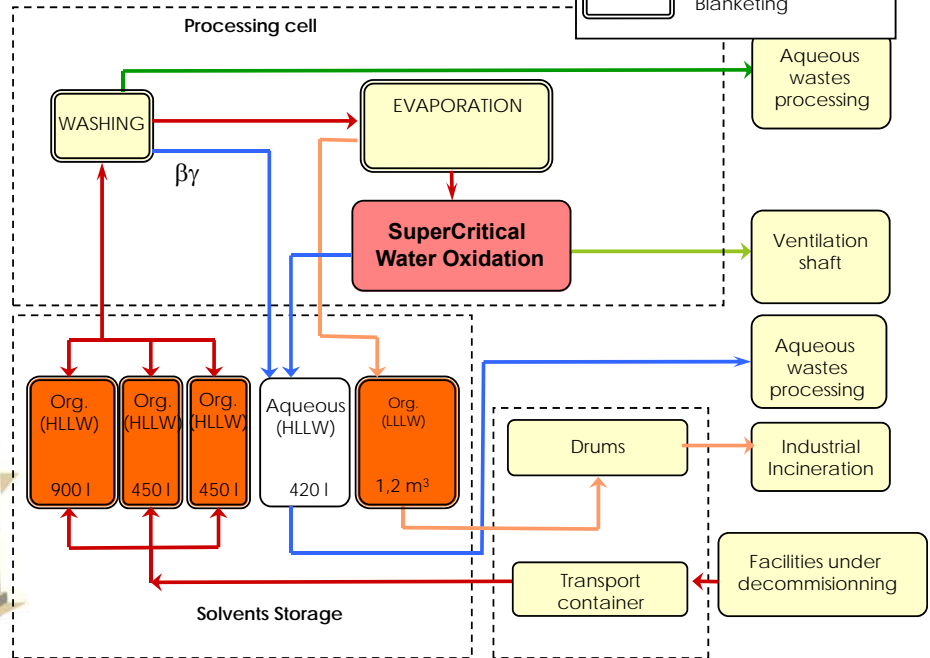 Blanketing
Processing cell
Aqueous
wastes
processing
WASHING
EVAPORATION
βγ
SuperCritical
Water Oxidation
Ventilation
shaft
Aqueous
wastes
processing
Org.
(HLLW)
900 l
Org.
(HLLW)
450 l
Org.
(HLLW)
450 l
Aqueous
(HLLW)
420 l
Org.
(LLLW)
1,2 m³
Drums
Industrial
Incineration
Transport
container
Facilities under
decommisionning
Solvents Storage